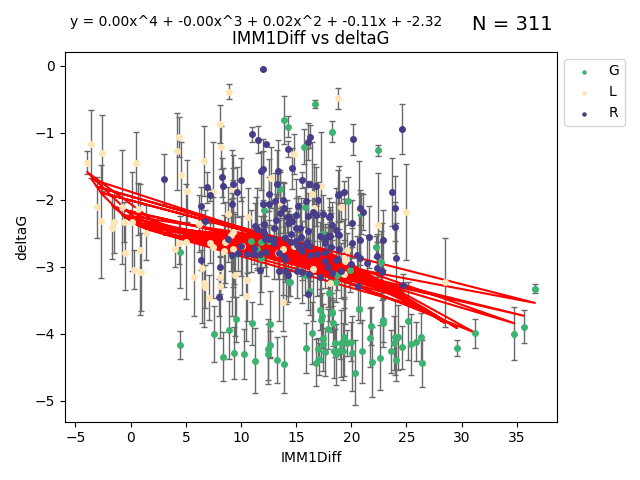 y = 0.00x^4 + -0.00x^3 + 0.02x^2 + -0.11x + -2.32
N = 311
IMM1Diff vs deltaG
deltaG
0
−1
−2
−3
−4
−5
−5 0 5 10 15 20 25 30 35
IMM1Diff
G
L
R